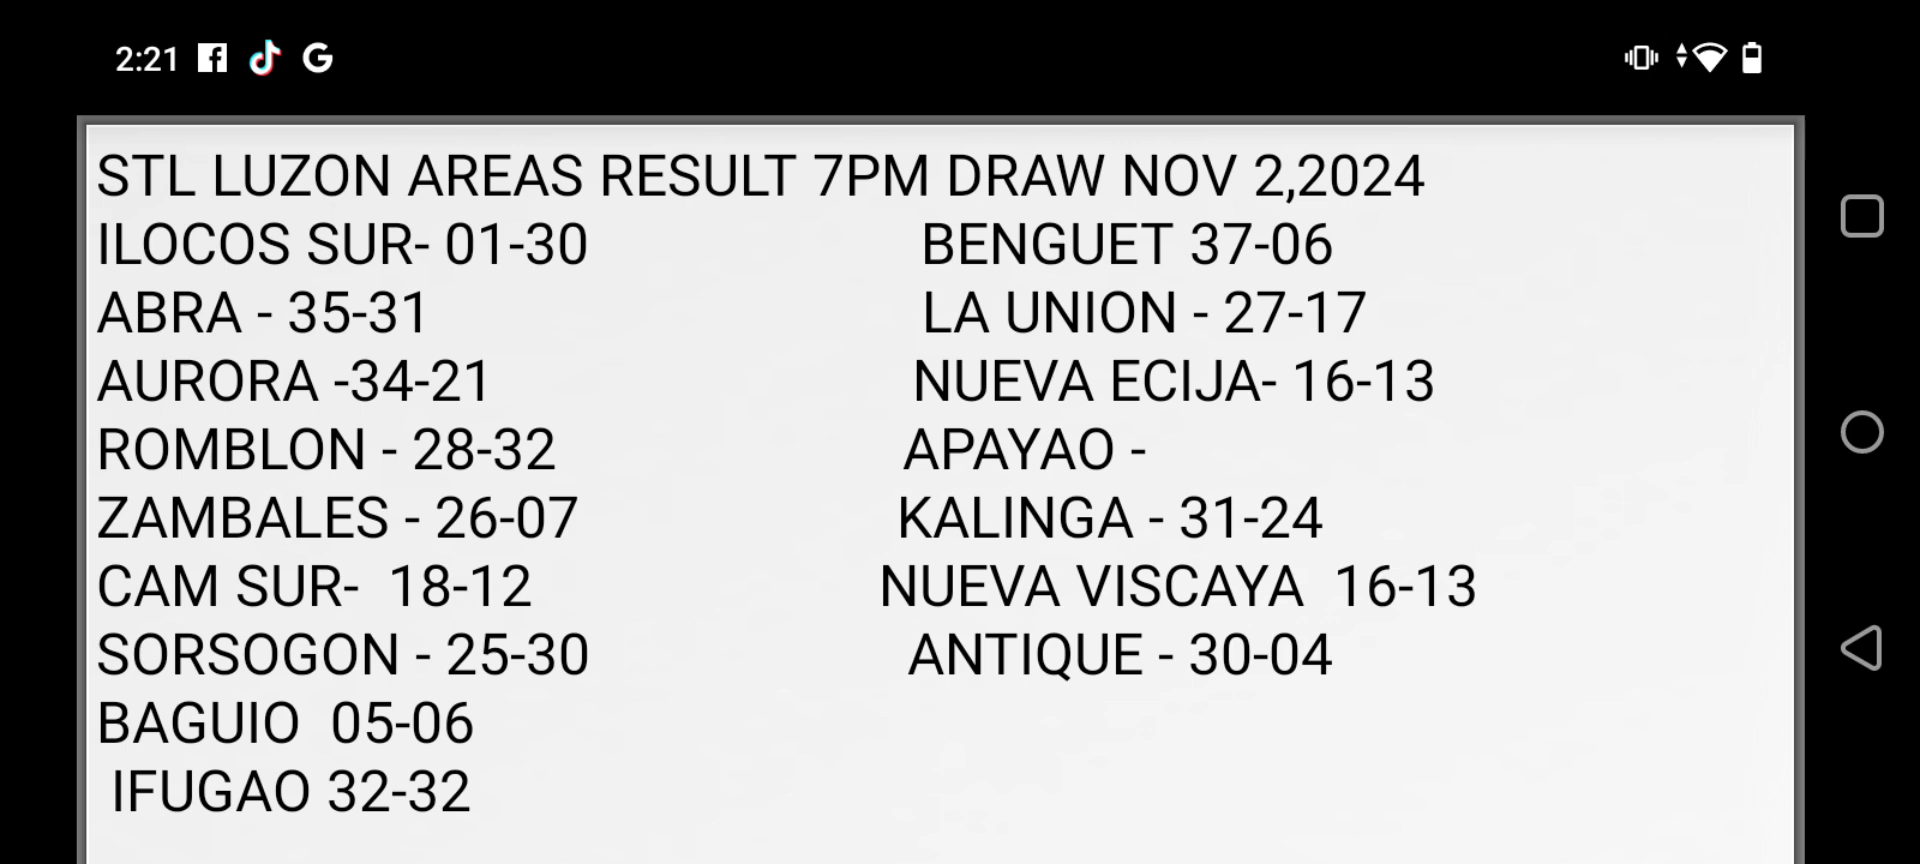 2:21
STL LUZON AREAS RESULT 7PM DRAW NOV 2,2024
ILOCOS SUR- 01-30 BENGUET 37-06
ABRA - 35-31 LA UNION - 27-17
AURORA -34-21 NUEVA ECIJA- 16-13
ROMBLON - 28-32 APAYAO -
ZAMBALES - 26-07 KALINGA - 31-24
CAM SUR- 18-12 NUEVA VISCAYA 16-13
SORSOGON - 25-30 ANTIQUE - 30-04
BAGUIO 05-06
IFUGAO 32-32